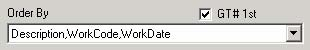 Order By GT# 1st
Description,WorkCode,WorkDate